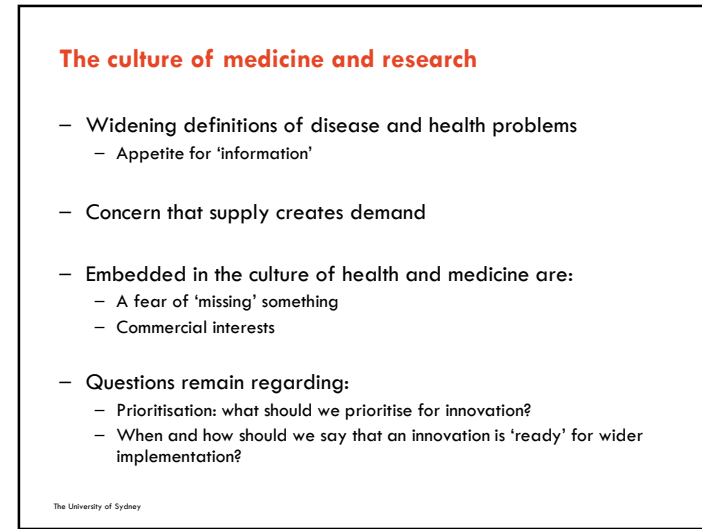 The culture of medicine and research
– Widening definitions of disease and health problems
– Appetite for ‘information’
– Concern that supply creates demand
– Embedded in the culture of health and medicine are:
– A fear of ‘missing’ something
– Commercial interests
– Questions remain regarding:
– Prioritisation: what should we prioritise for innovation?
– When and how should we say that an innovation is ‘ready’ for wider
implementation?
The University of Sydney